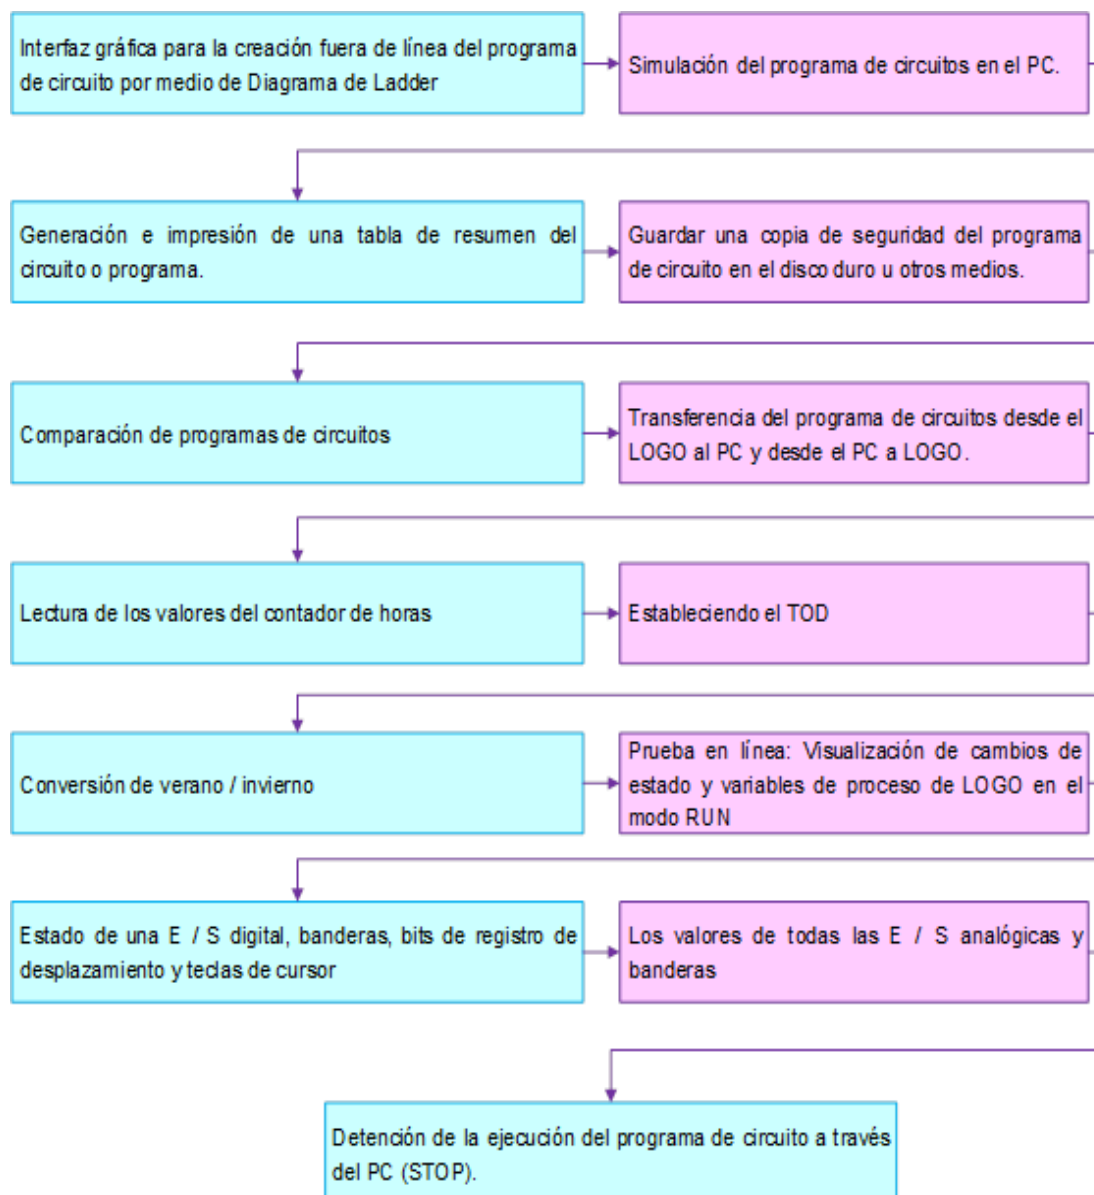 Interfaz gráfica para la creación fuera de línea del programa
de circuito por medio de Diagrama de Ladder
Simulación del programa de circuitos en el PC.
Generación e impresión de una tabla de resumen del
circuito o programa.
Guardar una copia de seguridad del programa
de circuito en el disco duro u otros medios.
Comparación de programas de circuitos
Transferencia del programa de circuitos desde el
LOGO al PC y desde el PC a LOGO.
Lectura de los valores del contador de horas
Estableciendo el TOD
Conversión de verano / invierno
Prueba en línea: Visualización de cambios de
estado y variables de proceso de LOGO en el
modo RUN
Estado de una E / S digital, banderas, bits de registro de
desplazamiento y teclas de cursor
Los valores de todas las E / S analógicas y
banderas
Detención de la ejecución del programa de circuito a través
del PC (STOP).